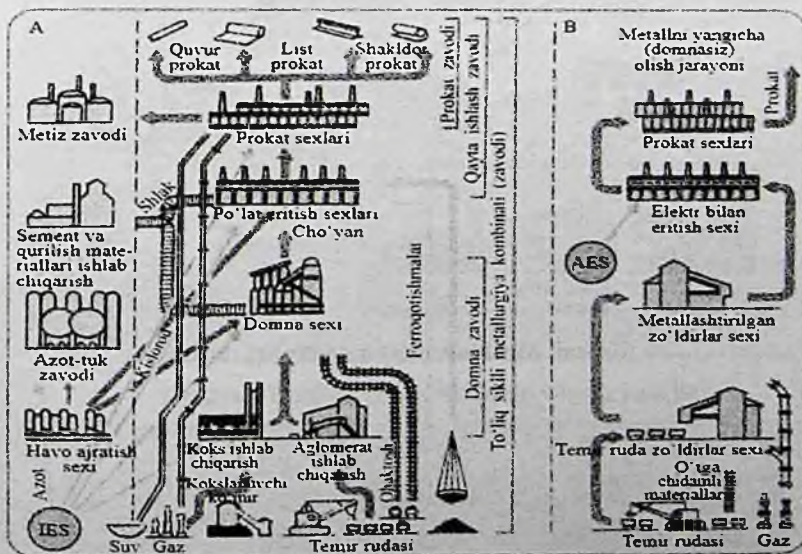 A
Quvur
prokat
List
prokat
Shakldor
prokat
Metiz zavodi
Prokat sexlari
Shlak
Po'lat eritish sexlari
Cho'yan
Sement va
qurilish mate-
riallari ishlab
chiqarish
Azot-tuk
zavodi
Kislorod
Domna sexi
Havo ajratish
sexi
Azot
Koks ishlab
chiqarish
Aglomerat
ishlab
chiqarish
Kokslanuvchi
ko'mir
Ohaktosh
Ferroqotishmalar
IES
Suv
Gaz
Temur rudasi
Prokat zavodi
Qayta ishlash zavodi
Domna zavodi
To'liq siklli metallurgiya kombinati (zavodi)
B
Metallni yangicha
(domnasiz)
olish jarayoni
Prokat
Prokat sexlari
Elektr bilan
eritish sexi
AES
Metallashtirilgan
zo'ldirlar sexi
Temur ruda zo'ldirlar sexi
O'tga
chidamli
materiallar
Temur rudasi
Gaz